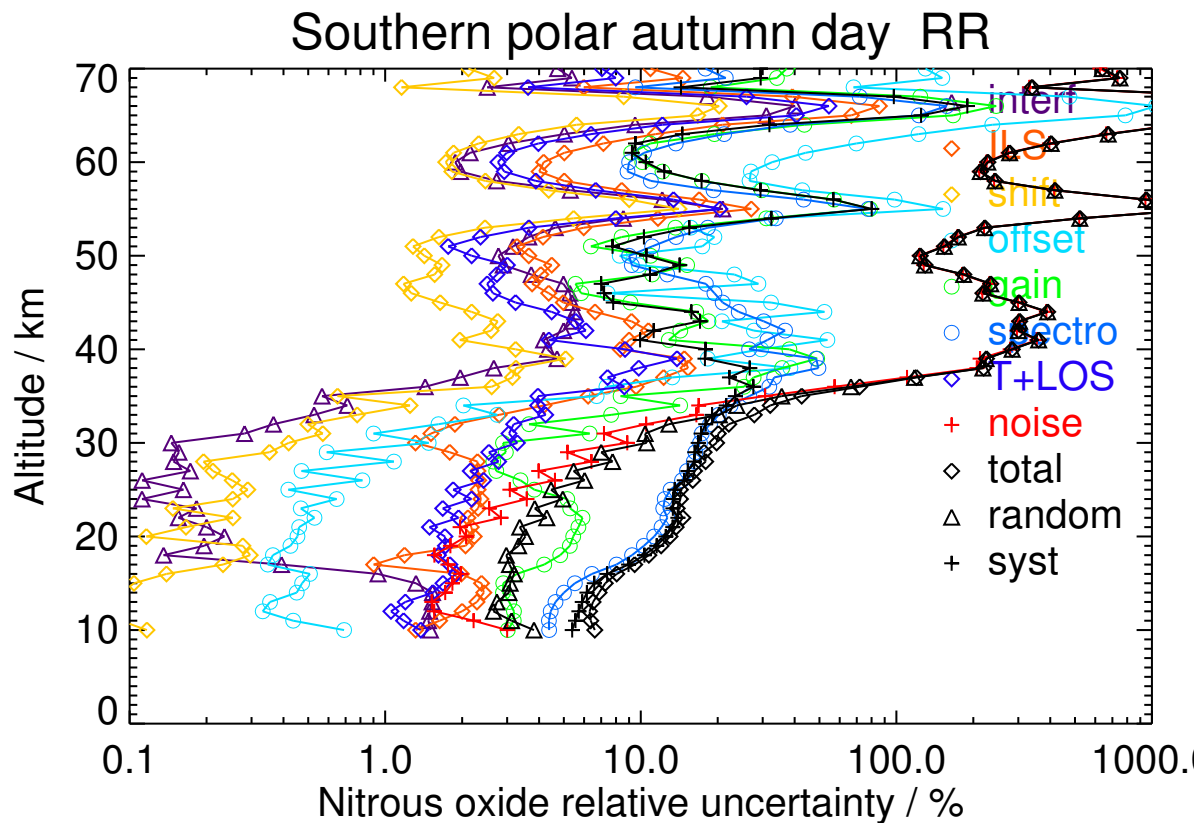 Southern polar autumn day RR
70
60
50
40
30
20
10
0
Altitude / km
interf
ILS
shift
offset
gain
spectro
T+LOS
noise
total
random
syst
0.1 1.0 10.0 100.0 1000.0
Nitrous oxide relative uncertainty / %